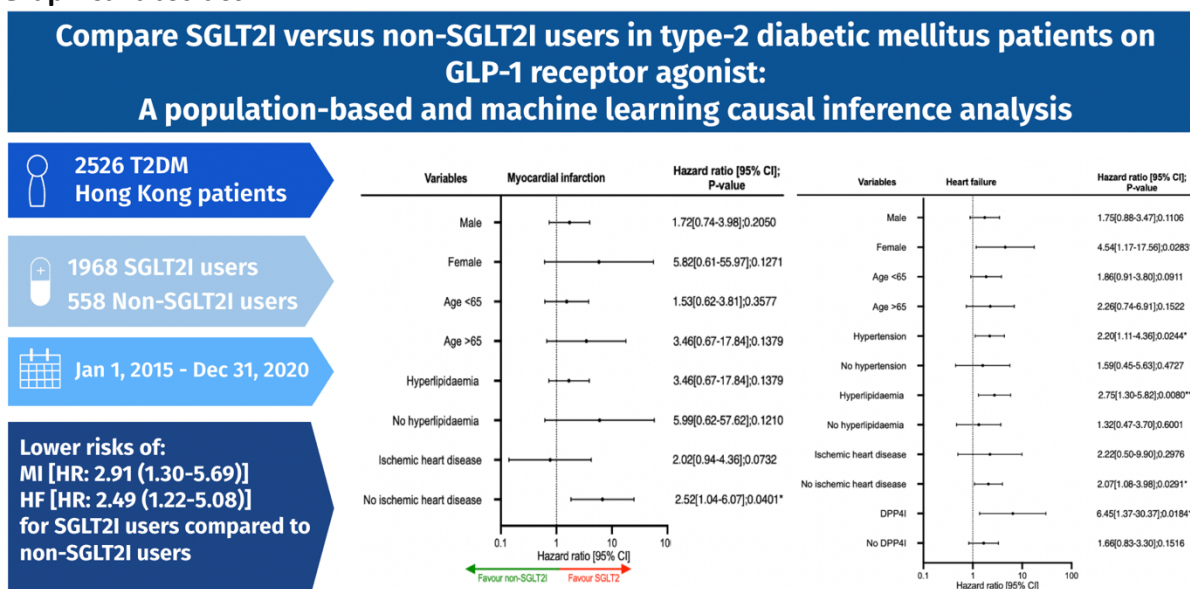 Compare SGLT2I versus non-SGLT2I users in type-2 diabetic mellitus patients on
GLP-1 receptor agonist:
A population-based and machine learning causal inference analysis
2526 T2DM
Hong Kong patients
1968 SGLT2I users
558 Non-SGLT2I users
Jan 1, 2015 - Dec 31, 2020
Lower risks of:
MI [HR: 2.91 (1.30-5.69)]
HF [HR: 2.49 (1.22-5.08)]
for SGLT2I users compared to
non-SGLT2I users
Variables Myocardial infarction Hazard ratio [95% CI];
P-value
Male 1.72[0.74-3.98];0.2050
Female 5.82[0.61-55.97];0.1271
Age <65 1.53[0.62-3.81];0.3577
Age >65 3.46[0.67-17.84];0.1379
Hyperlipidaemia 3.46[0.67-17.84];0.1379
No hyperlipidaemia 5.99[0.62-57.62];0.1210
Ischemic heart disease 2.02[0.94-4.36];0.0732
No ischemic heart disease 2.52[1.04-6.07];0.0401*
0.1 1 10 10
Hazard ratio [95% CI]
Favour non-SGLT2I Favour SGLT2
Variables Heart failure Hazard ratio [95% CI];
P-value
Male 1.75[0.88-3.47];0.1106
Female 4.54[1.17-17.56];0.0283
Age <65 1.86[0.91-3.80];0.0911
Age >65 2.26[0.74-6.91];0.1522
Hypertension 2.20[1.11-4.36];0.0244*
No hypertension 1.59[0.45-5.63];0.4727
Hyperlipidaemia 2.75[1.30-5.82];0.0080*
No hyperlipidaemia 1.32[0.47-3.70];0.6001
Ischemic heart disease 2.22[0.50-9.90];0.2976
No ischemic heart disease 2.07[1.08-3.98];0.0291*
DPP4I 6.45[1.37-30.37];0.0184
No DPP4I 1.66[0.83-3.30];0.1516
0.1 1 10 100
Hazard ratio [95% CI]